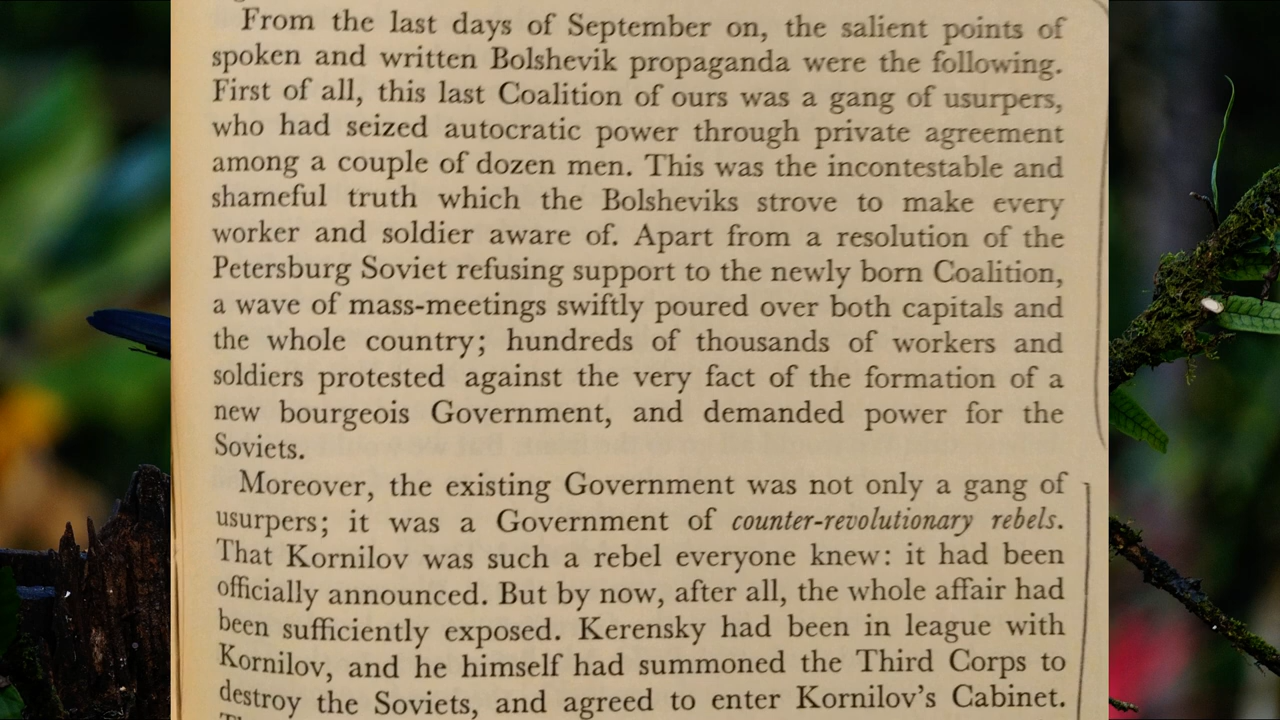 From the last days of September on, the salient points of
spoken and written Bolshevik propaganda were the following.
First of all, this last Coalition of ours was a gang of usurpers,
who had seized autocratic power through private agreement
among a couple of dozen men. This was the incontestable and
shameful truth which the Bolsheviks strove to make every
worker and soldier aware of. Apart from a resolution of the
Petersburg Soviet refusing support to the newly born Coalition,
a wave of mass-meetings swiftly poured over both capitals and
the whole country; hundreds of thousands of workers and
soldiers protested against the very fact of the formation of a
new bourgeois Government, and demanded power for the
Soviets.
Moreover, the existing Government was not only a gang of
usurpers; it was a Government of counter-revolutionary rebels.
That Kornilov was such a rebel everyone knew: it had been
officially announced. But by now, after all, the whole affair had
been sufficiently exposed. Kerensky had been in league with
Kornilov, and he himself had summoned the Third Corps to
destroy the Soviets, and agreed to enter Kornilov's Cabinet.